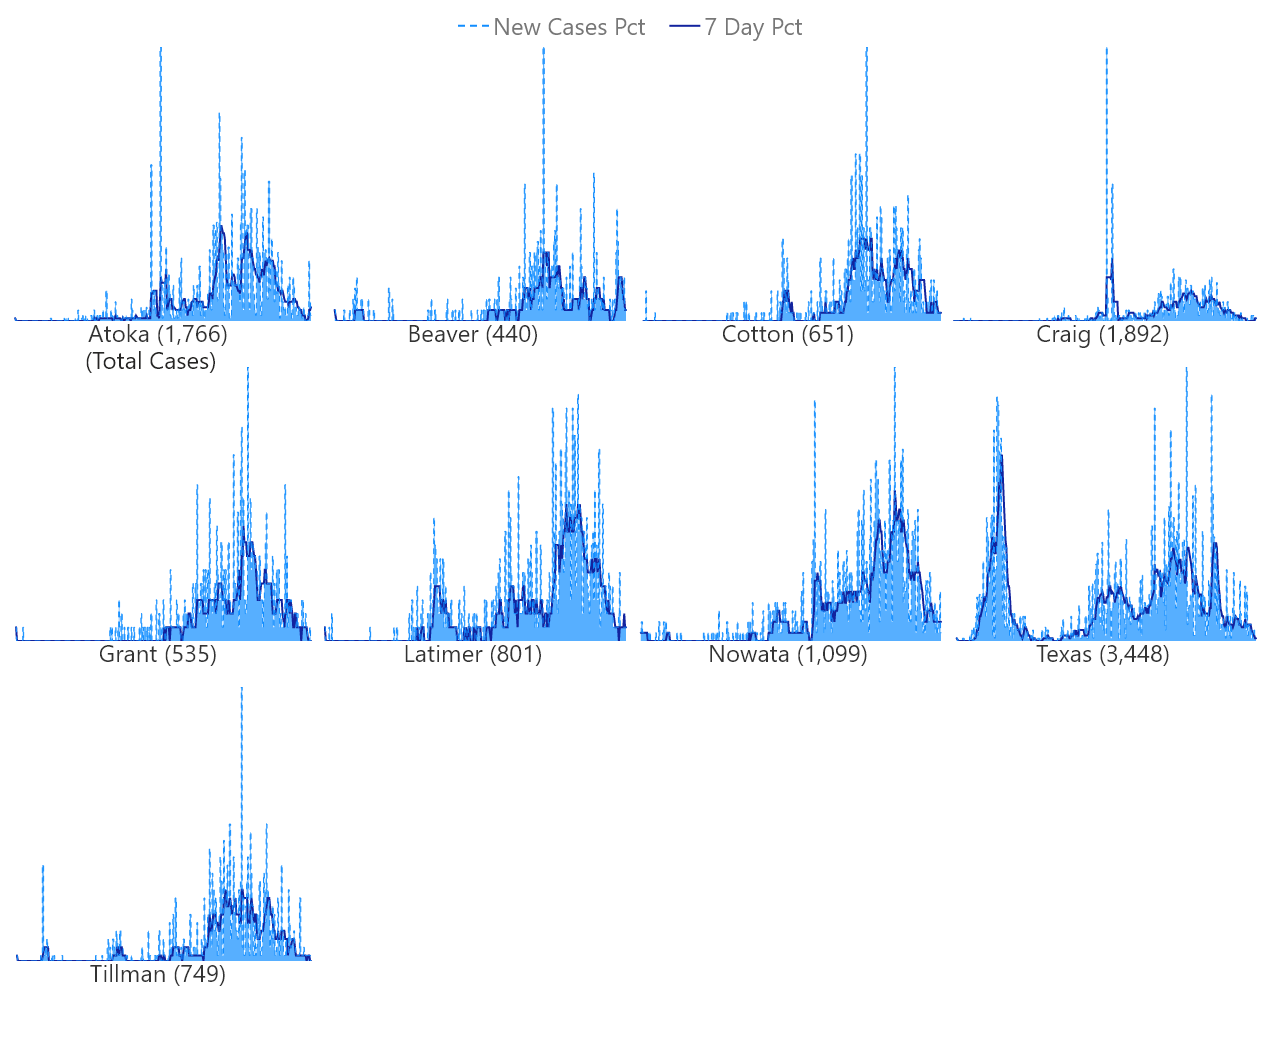 New Cases Pct 7 Day Pct
Atoka (1,766) Beaver (440) Cotton (651) Craig (1,892)
(Total Cases)
Grant (535) Latimer (801) Nowata (1,099) Texas (3,448)
Tillman (749)